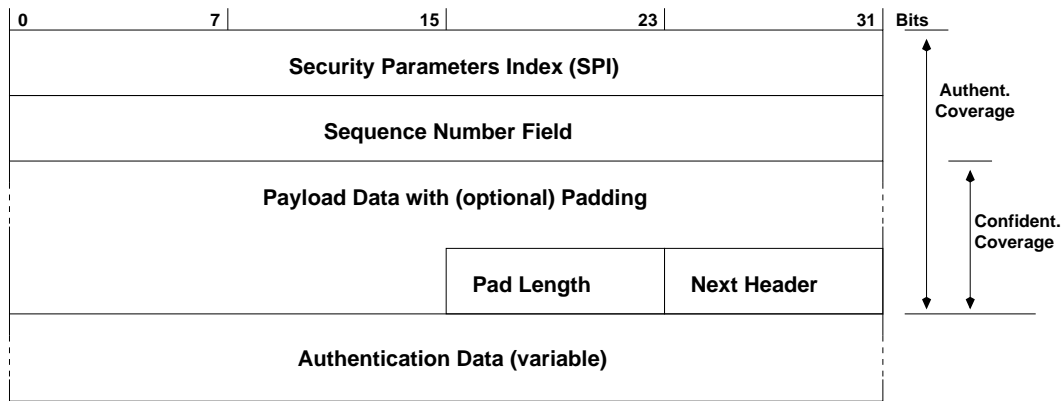 0 7 15 23 31 Bits
Security Parameters Index (SPI)
Authent.
Coverage
Sequence Number Field
Payload Data with (optional) Padding
Confident.
Coverage
Pad Length Next Header
Authentication Data (variable)